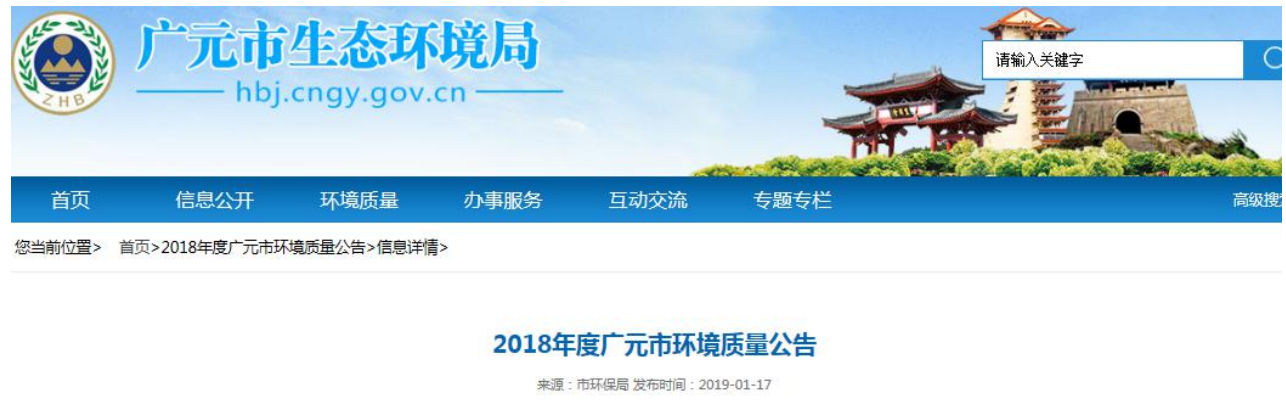 广元市生态环境局
ZHB
hbj.cngy.gov.cn
请输入关键字
首页 信息公开 环境质量 办事服务 互动交流 专题专栏 高级搜
您当前位置> 首页>2018年度广元市环境质量公告>信息详情>
2018年度广元市环境质量公告
来源：市环保局 发布时间：2019-01-17